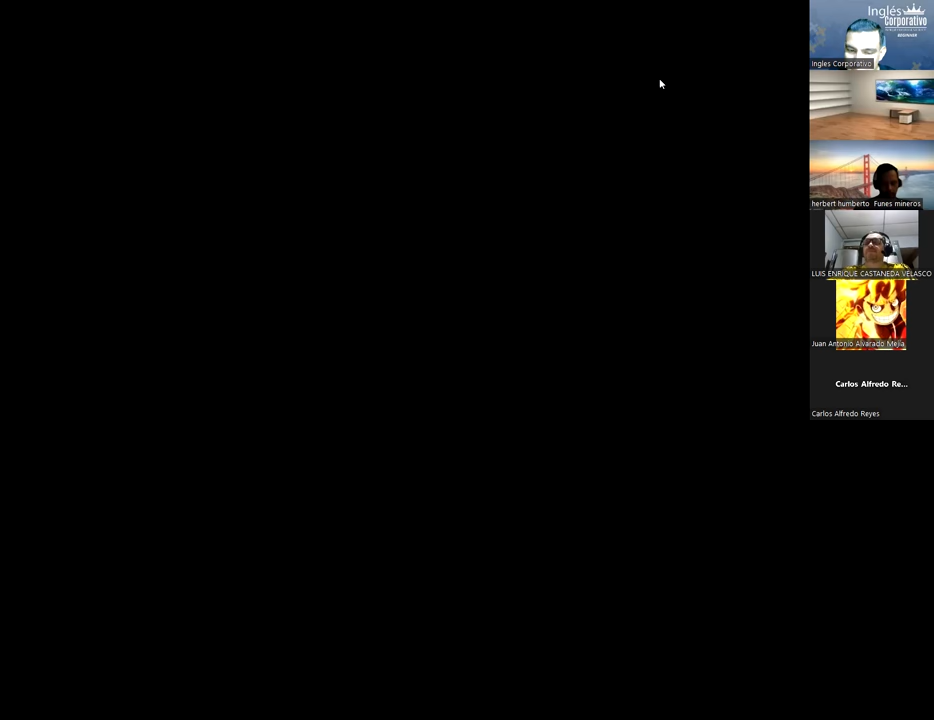 Inglés
Corporativo
BEGINNER
Ingles Corporativo
herbert humberto Funes mineros
LUIS ENRIQUE CASTANEDA VELASCO
Juan Antonio Alvarado Mejia
Carlos Alfredo Re...
Carlos Alfredo Reyes